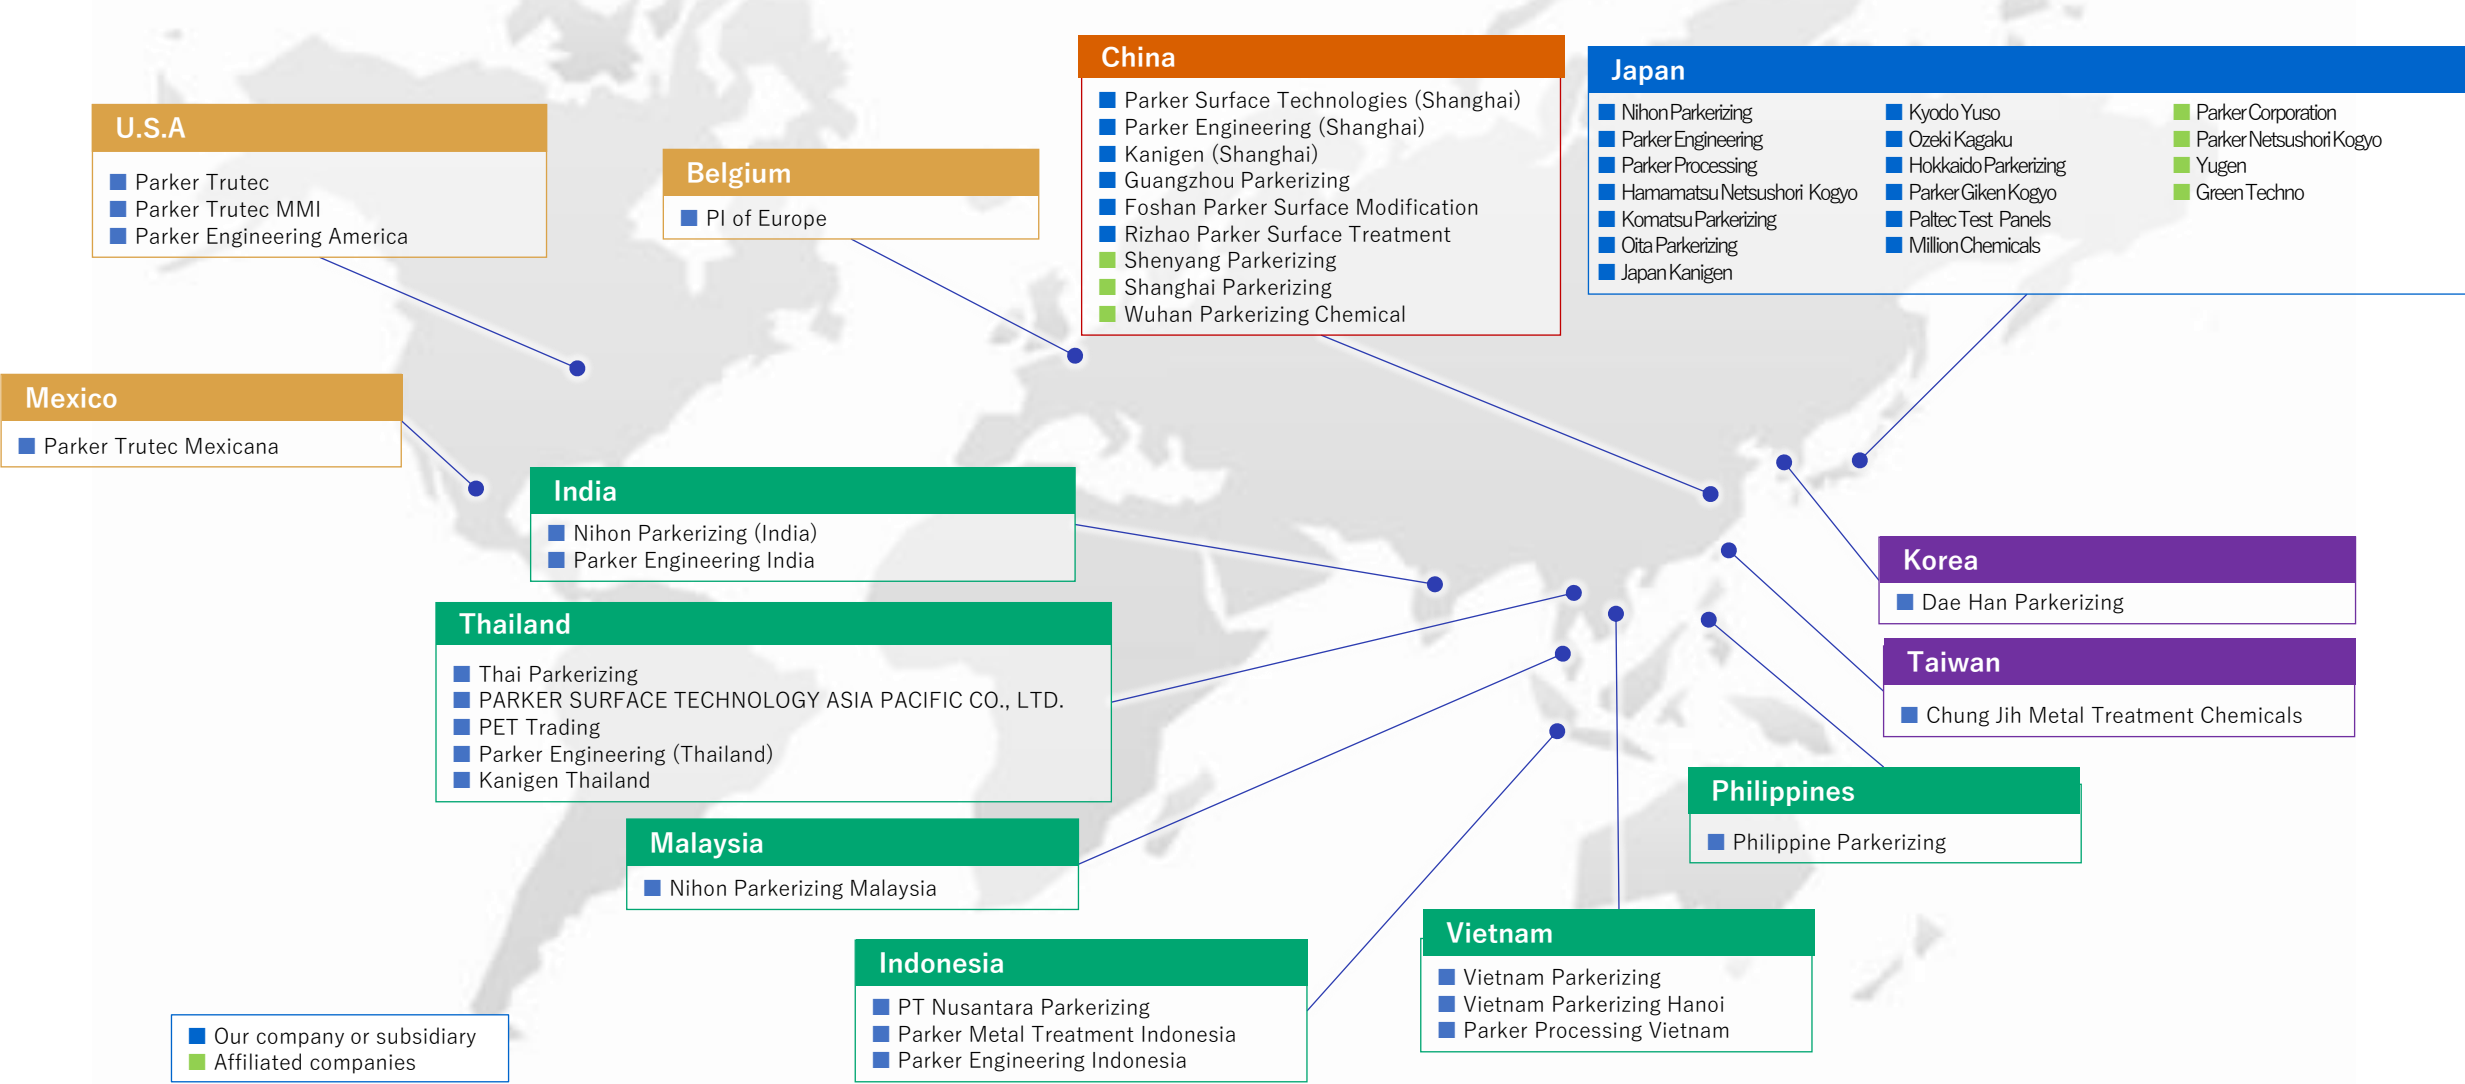 China
Parker Surface Technologies (Shanghai)
Parker Engineering (Shanghai)
Kanigen (Shanghai)
Guangzhou Parkerizing
Foshan Parker Surface Modification
Rizhao Parker Surface Treatment
Shenyang Parkerizing
Shanghai Parkerizing
Wuhan Parkerizing Chemical
Japan
Nihon Parkerizing
Parker Engineering
Parker Processing
Hamamatsu Netsushori Kogyo
Komatsu Parkerizing
Oita Parkerizing
Japan Kanigen
Kyodo Yuso
Ozeki Kagaku
Hokkaido Parkerizing
Parker Giken Kogyo
Paltec Test Panels
Million Chemicals
Parker Corporation
Parker Netsushori Kogyo
Yugen
Green Techno
U.S.A
Parker Trutec
Parker Trutec MMI
Parker Engineering America
Belgium
PI of Europe
Mexico
Parker Trutec Mexicana
India
Nihon Parkerizing (India)
Parker Engineering India
Korea
Dae Han Parkerizing
Thailand
Thai Parkerizing
PARKER SURFACE TECHNOLOGY ASIA PACIFIC CO., LTD.
PET Trading
Parker Engineering (Thailand)
Kanigen Thailand
Taiwan
Chung Jih Metal Treatment Chemicals
Philippines
Philippine Parkerizing
Malaysia
Nihon Parkerizing Malaysia
Vietnam
Vietnam Parkerizing
Vietnam Parkerizing Hanoi
Parker Processing Vietnam
Indonesia
PT Nusantara Parkerizing
Parker Metal Treatment Indonesia
Parker Engineering Indonesia
Our company or subsidiary
Affiliated companies